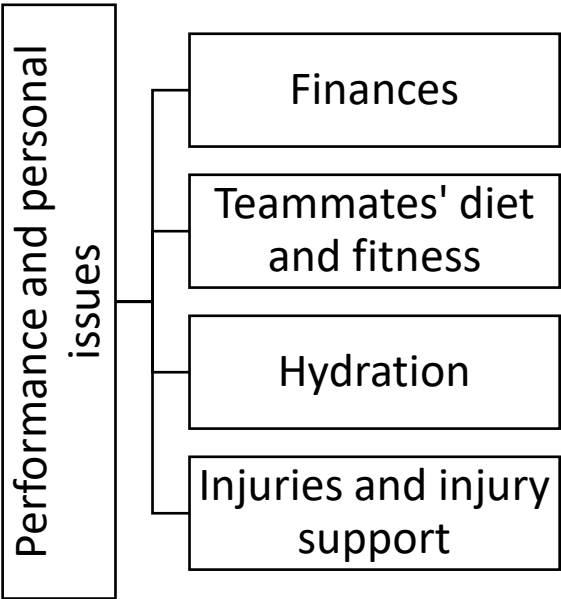 Performance and personal
issues
Finances
Teammates' diet
and fitness
Hydration
Injuries and injury
support